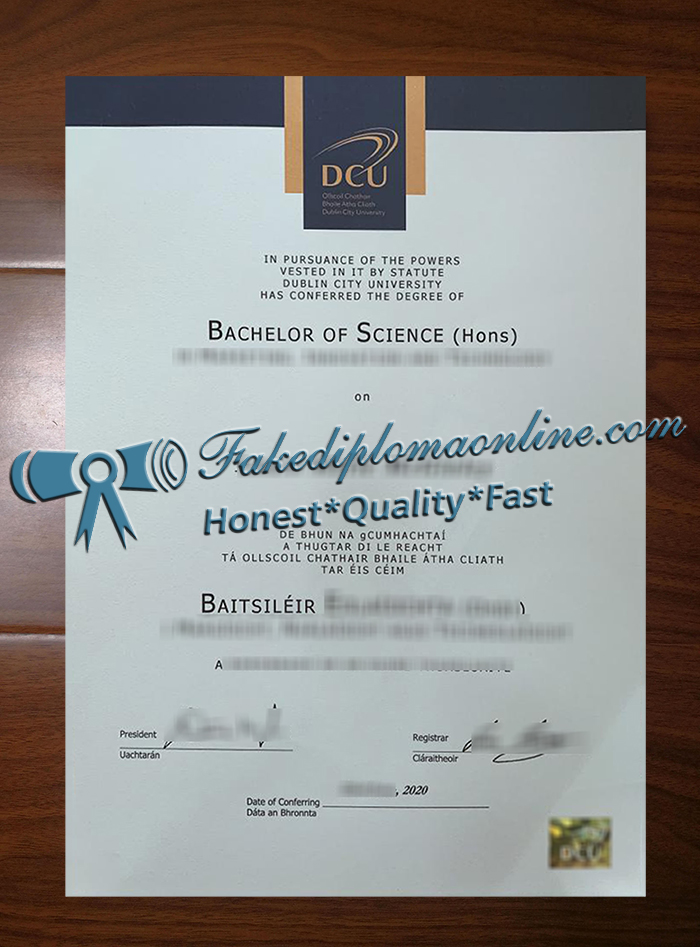 DCU
Ollscoil Chathair
Bhaile Átha Cliath
Dublin City University
IN PURSUANCE OF THE POWERS
VESTED IN IT BY STATUTE
DUBLIN CITY UNIVERSITY
HAS CONFERRED THE DEGREE OF
BACHELOR OF SCIENCE (Hons)
on
Fakediplomaonline.com
Honest*Quality*Fast
DE BHUN NA gCUMHACHTAÍ
A THUGTAR DI LE REACHT
TÁ OLLSCOIL CHATHAIR BHAILE ÁTHA CLIATH
TAR ÉIS CÉIM
BAITSILÉIR
A
President
Uachtarán
Registrar
Cláraitheoir
, 2020
Date of Conferring
Dáta an Bhronnta
DCU